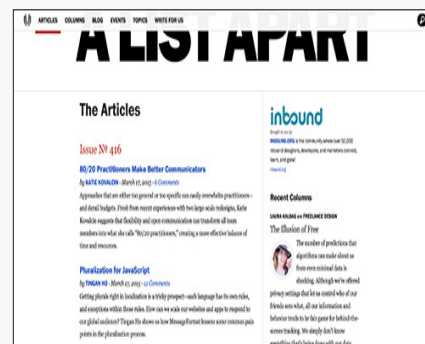 ARTICLES COLUMNS BLOG EVENTS TOPICS WRITE FOR US
A LIST APART
The Articles
Issue № 416
80/20 Practitioners Make Better Communicators
by KATIE KOVALCIN · March 17, 2015 · 6 Comments
Approaches that are either too general or too specific can easily overwhelm practitioners—
and derail budgets. Fresh from recent experiences with two large-scale redesigns, Katie
Kovalcin suggests that flexibility and open communication can transform all team
members into what she calls "80/20 practitioners," creating a more effective balance of
time and resources.
Pluralization for JavaScript
by TINGAN HO · March 17, 2015 · 12 Comments
Getting plurals right in localization is a tricky prospect—each language has its own rules,
and exceptions within those rules. How can we scale our websites and apps to respond to
our global audience? Tingan Ho shows us how MessageFormat lessens some common pain
points in the pluralization process.
inbound
Brought to you by
INBOUND.ORG is the community where over 50,000
inbound designers, developers, and marketers connect,
learn, and grow!
inbound.org
Recent Columns
LAURA KALBAG on FREELANCE DESIGN
The Illusion of Free
The number of predictions that
algorithms can make about us
from even minimal data is
shocking. Although we're offered
privacy settings that let us control who of our
friends sees what, all our information and
behavior tends to be fair game for behind-the-
scenes tracking. We simply don't know
everything that's being done with our data